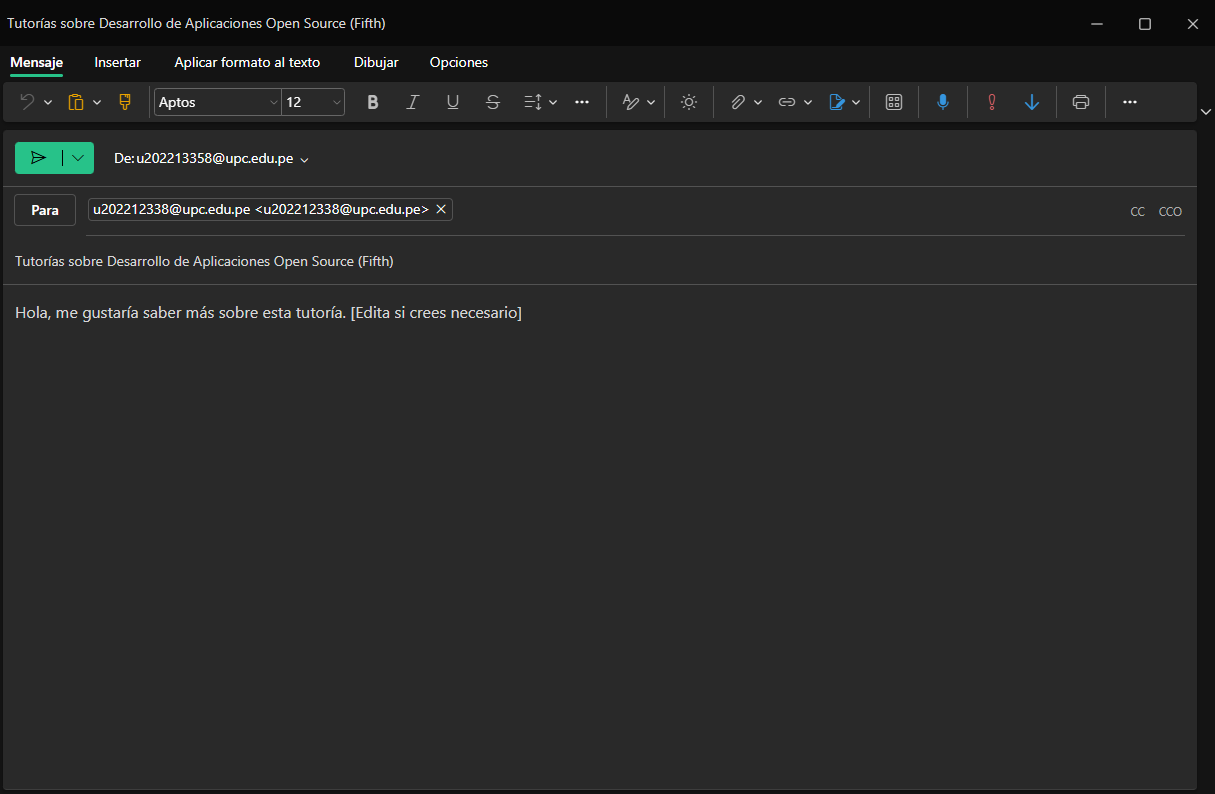 Tutorías sobre Desarrollo de Aplicaciones Open Source (Fifth)
Mensaje Insertar Aplicar formato al texto Dibujar Opciones
Aptos 12 B I U S
De: u202213358@upc.edu.pe
Para u202212338@upc.edu.pe <u202212338@upc.edu.pe> CC CCO
Tutorías sobre Desarrollo de Aplicaciones Open Source (Fifth)
Hola, me gustaría saber más sobre esta tutoría. [Edita si crees necesario]